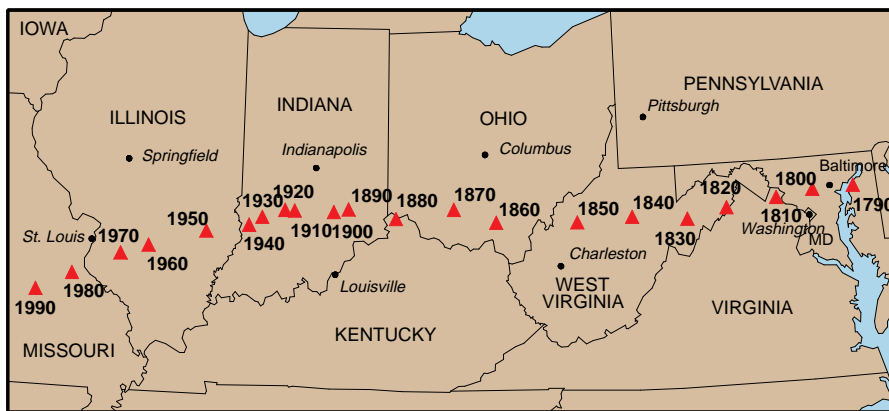 IOWA
PENNSYLVANIA
Pittsburgh
INDIANA
ILLINOIS
OHIO
Indianapolis
Columbus
Springfield
Baltimore
1800
1820
1790
1930
1920
1890
1880
1870
1860
1850
1840
1810
1950
1940
1910
1900
1830
Washington
MD
St. Louis
1970
1960
Charleston
1980
Louisville
WEST
VIRGINIA
1990
VIRGINIA
KENTUCKY
MISSOURI